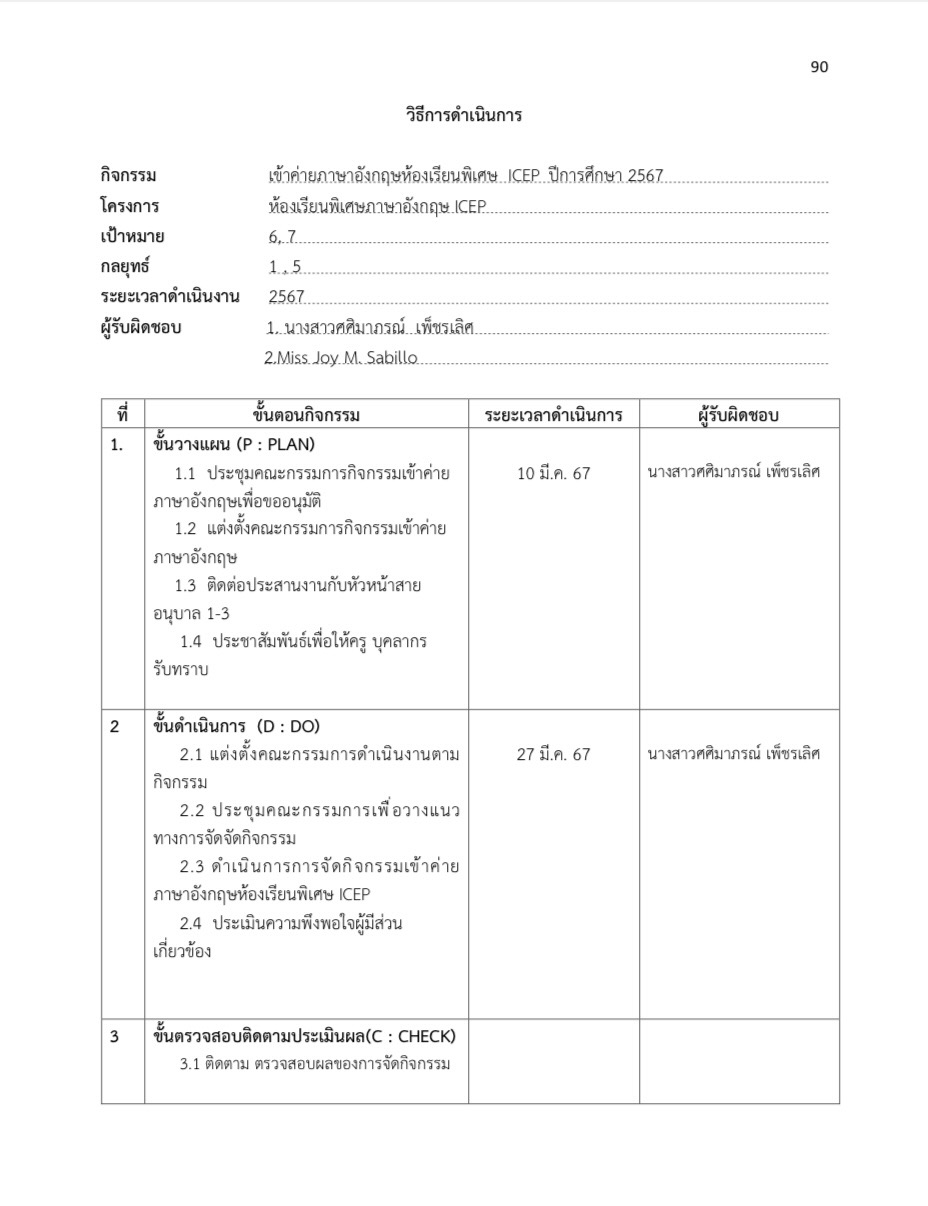 90
วิธีการดำเนินการ
กิจกรรม เข้าค่ายภาษาอังกฤษห้องเรียนพิเศษ ICEP ปีการศึกษา 2567
โครงการ ห้องเรียนพิเศษภาษาอังกฤษ ICEP
เป้าหมาย 6, 7
กลยุทธ์ 1 , 5
ระยะเวลาดำเนินงาน 2567
ผู้รับผิดชอบ 1. นางสาวศศิมาภรณ์ เพ็ชรเลิศ
2.Miss Joy M. Sabillo
ที่ ขั้นตอนกิจกรรม ระยะเวลาดำเนินการ ผู้รับผิดชอบ
1. ขั้นวางแผน (P : PLAN)
1.1 ประชุมคณะกรรมการกิจกรรมเข้าค่าย 10 มี.ค. 67 นางสาวศศิมาภรณ์ เพ็ชรเลิศ
ภาษาอังกฤษเพื่อขออนุมัติ
1.2 แต่งตั้งคณะกรรมการกิจกรรมเข้าค่าย
ภาษาอังกฤษ
1.3 ติดต่อประสานงานกับหัวหน้าสาย
อนุบาล 1-3
1.4 ประชาสัมพันธ์เพื่อให้ครู บุคลากร
รับทราบ
2 ขั้นดำเนินการ (D : DO)
2.1 แต่งตั้งคณะกรรมการดำเนินงานตาม 27 มี.ค. 67 นางสาวศศิมาภรณ์ เพ็ชรเลิศ
กิจกรรม
2.2 ประชุมคณะกรรมการเพื่อวางแนว
ทางการจัดจัดกิจกรรม
2.3 ดำเนินการการจัดกิจกรรมเข้าค่าย
ภาษาอังกฤษห้องเรียนพิเศษ ICEP
2.4 ประเมินความพึงพอใจผู้มีส่วน
เกี่ยวข้อง
3 ขั้นตรวจสอบติดตามประเมินผล(C : CHECK)
3.1 ติดตาม ตรวจสอบผลของการจัดกิจกรรม